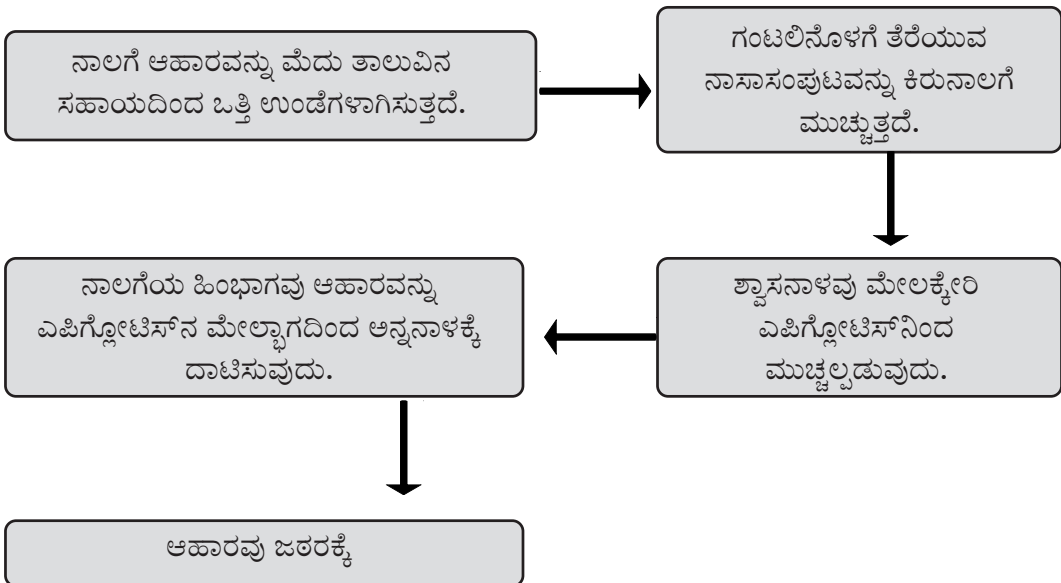 ನಾಲಗೆ ಆಹಾರವನ್ನು ಮೆದು ತಾಲುವಿನ
ಸಹಾಯದಿಂದ ಒತ್ತಿ ಉಂಡೆಗಳಾಗಿಸುತ್ತದೆ.
ಗಂಟಲಿನೊಳಗೆ ತೆರೆಯುವ
ನಾಸಾಸಂಪುಟವನ್ನು ಕಿರುನಾಲಗೆ
ಮುಚ್ಚುತ್ತದೆ.
ಶ್ವಾಸನಾಳವು ಮೇಲಕ್ಕೇರಿ
ಎಪಿಗ್ಲೋಟಿಸ್‌ನಿಂದ
ಮುಚ್ಚಲ್ಪಡುವುದು.
ನಾಲಗೆಯ ಹಿಂಭಾಗವು ಆಹಾರವನ್ನು
ಎಪಿಗ್ಲೋಟಿಸ್‌ನ ಮೇಲ್ಭಾಗದಿಂದ ಅನ್ನನಾಳಕ್ಕೆ
ದಾಟಿಸುವುದು.
ಆಹಾರವು ಜಠರಕ್ಕೆ